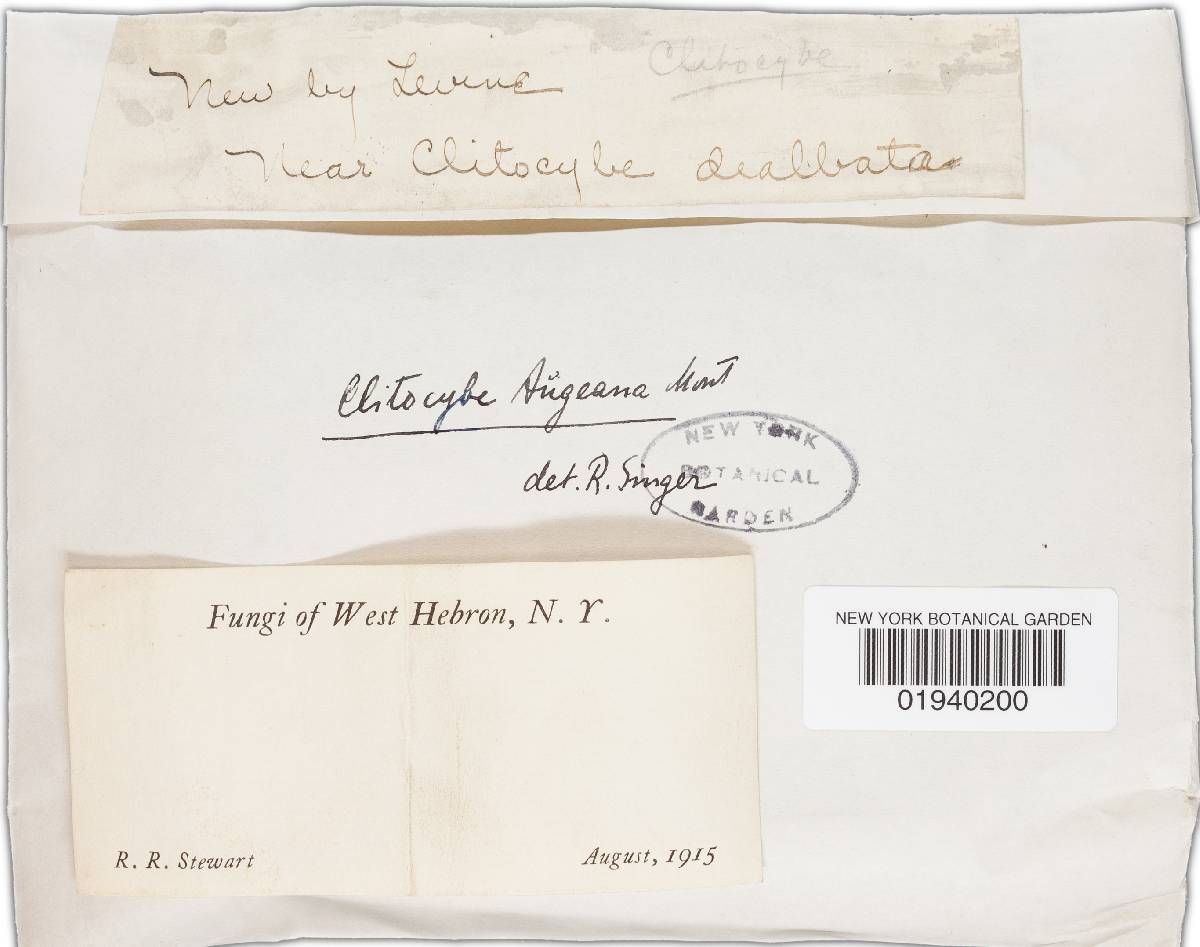 Clitocybe
New by Levine
Near Clitocybe dealbata
Clitocybe Aŭgeana Mont
det. R. Singer
NEW YORK
BOTANICAL
GARDEN
Fungi of West Hebron, N. Y.
R. R. Stewart
August, 1915
NEW YORK BOTANICAL GARDEN
01940200